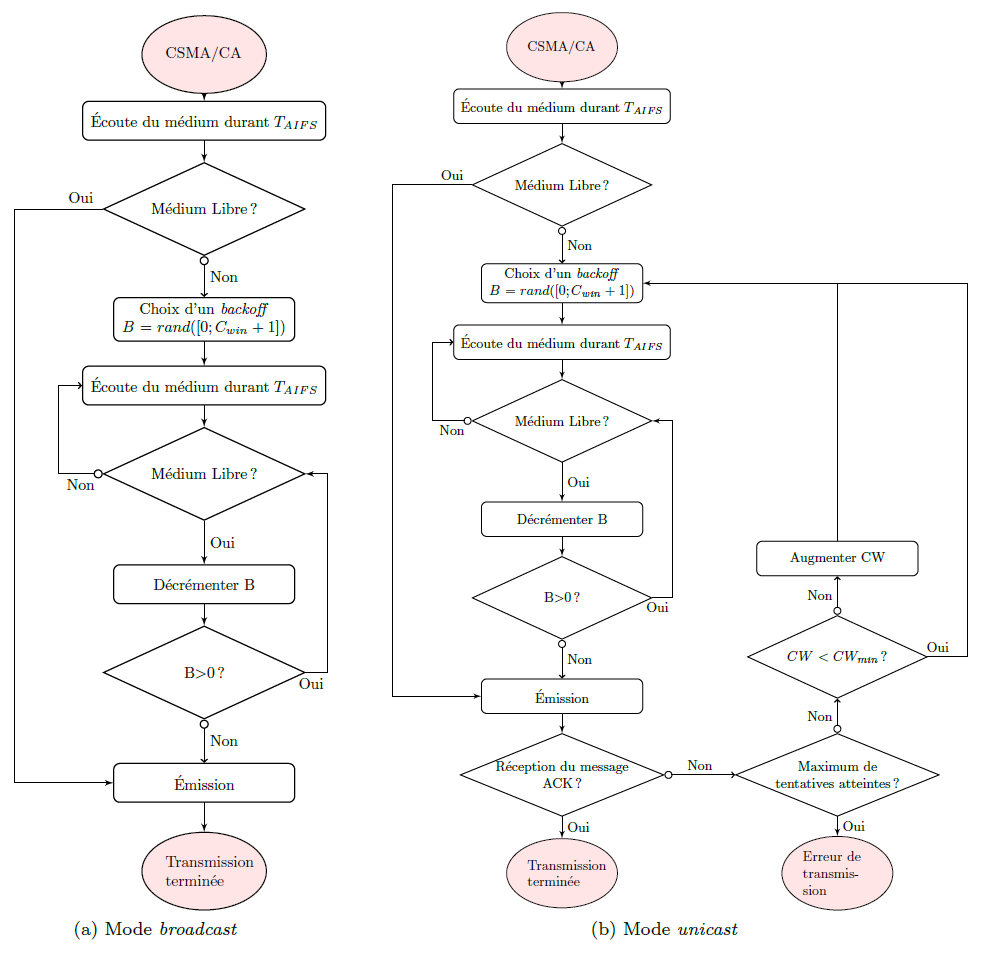 CSMA/CA
Écoute du médium durant T_AIFS
Médium Libre ?
Oui
Non
Choix d'un backoff
B = rand([0; C_win + 1])
Écoute du médium durant T_AIFS
Médium Libre ?
Non
Oui
Décrémenter B
B>0 ?
Oui
Non
Émission
Transmission
terminée
(a) Mode broadcast
CSMA/CA
Écoute du médium durant T_AIFS
Médium Libre ?
Oui
Non
Choix d'un backoff
B = rand([0; C_win + 1])
Écoute du médium durant T_AIFS
Médium Libre ?
Non
Oui
Décrémenter B
B>0 ?
Oui
Non
Émission
Réception du message
ACK ?
Oui
Transmission
terminée
Non
Maximum de
tentatives atteintes ?
Non
CW < CW_min ?
Oui
Non
Augmenter CW
Oui
Erreur de
transmis-
sion
(b) Mode unicast